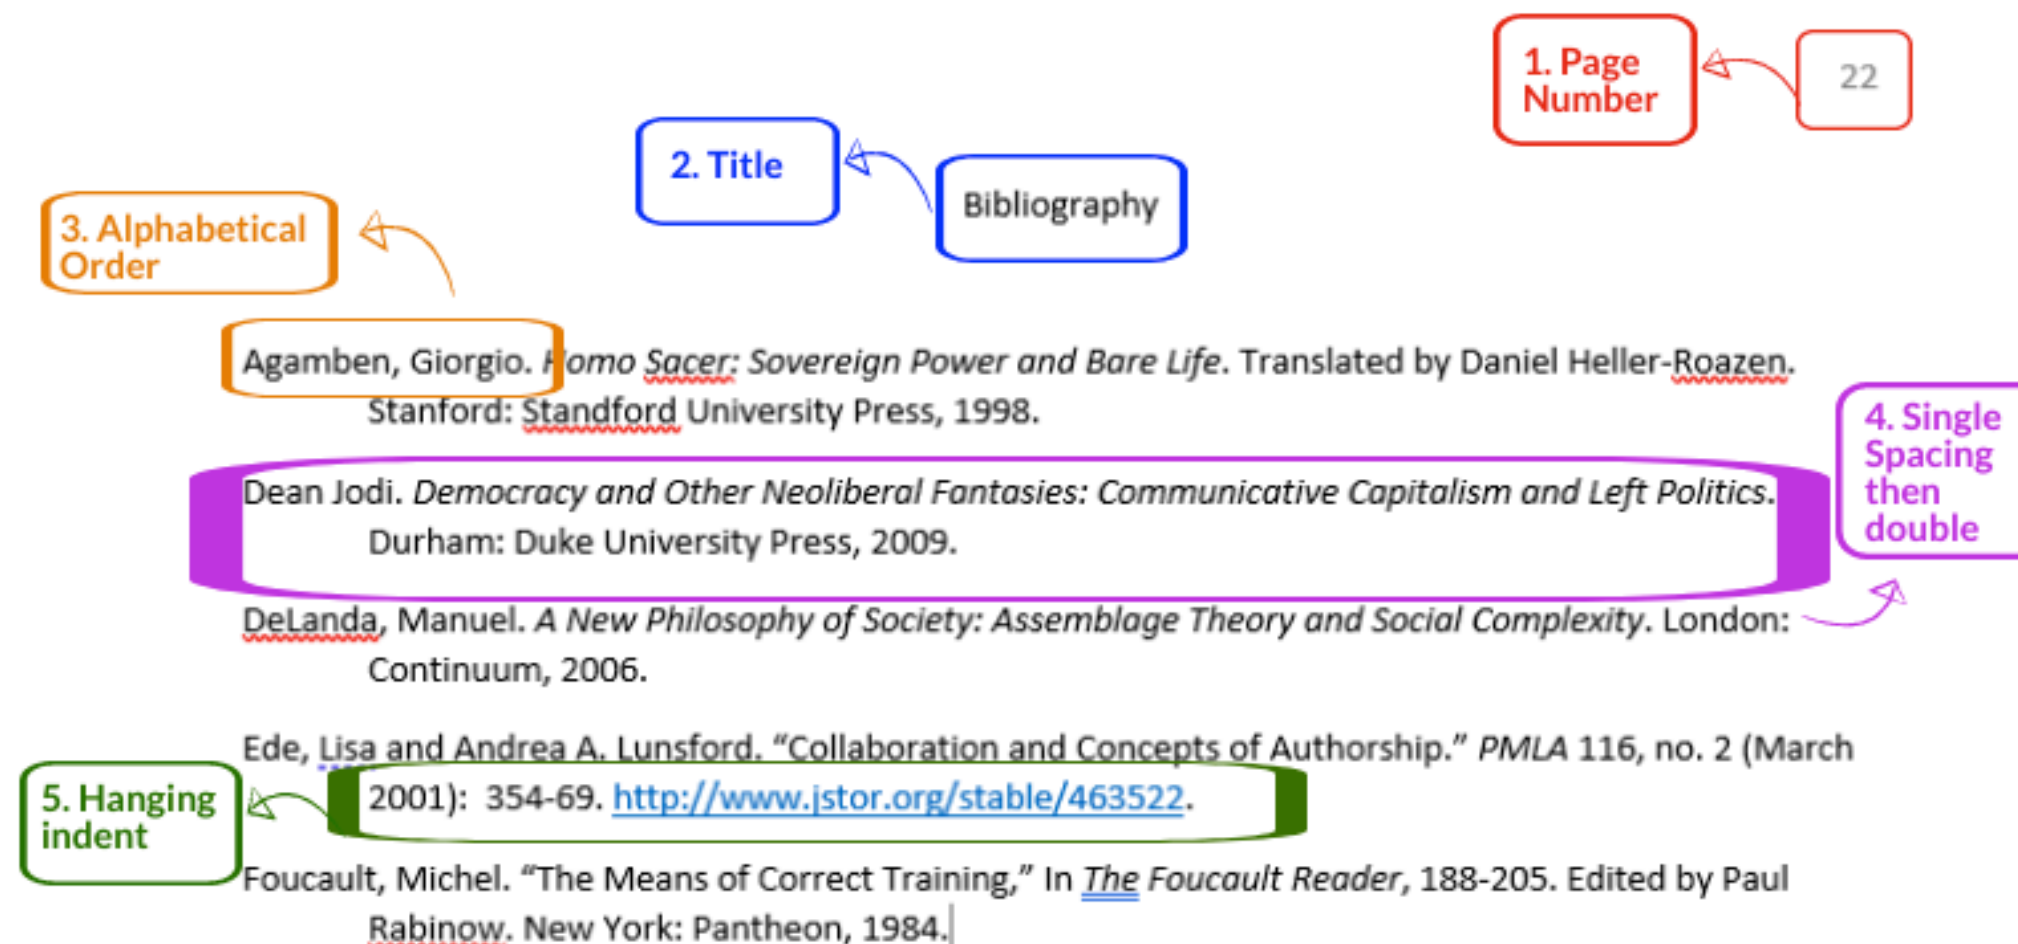 1. Page
Number
22
2. Title
Bibliography
3. Alphabetical
Order
Agamben, Giorgio. Homo Sacer: Sovereign Power and Bare Life. Translated by Daniel Heller-Roazen.
Stanford: Standford University Press, 1998.
4. Single
Spacing
then
double
Dean Jodi. Democracy and Other Neoliberal Fantasies: Communicative Capitalism and Left Politics.
Durham: Duke University Press, 2009.
DeLanda, Manuel. A New Philosophy of Society: Assemblage Theory and Social Complexity. London:
Continuum, 2006.
Ede, Lisa and Andrea A. Lunsford. “Collaboration and Concepts of Authorship.” PMLA 116, no. 2 (March
2001):  354-69. http://www.jstor.org/stable/463522.
5. Hanging
indent
Foucault, Michel. “The Means of Correct Training,” In The Foucault Reader, 188-205. Edited by Paul
Rabinow. New York: Pantheon, 1984.